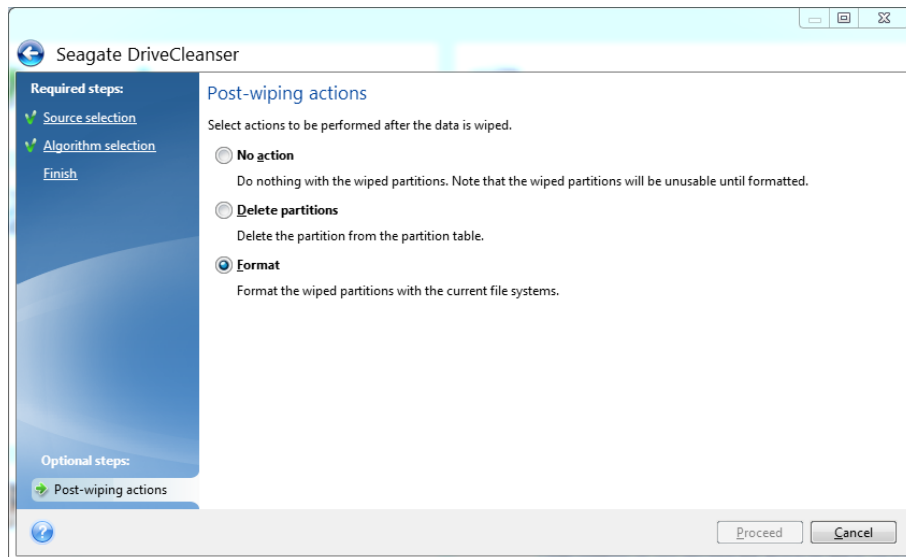 Seagate DriveCleanser
Required steps:
Source selection
Algorithm selection
Finish
Optional steps:
Post-wiping actions
Post-wiping actions
Select actions to be performed after the data is wiped.
No action
Do nothing with the wiped partitions. Note that the wiped partitions will be unusable until formatted.
Delete partitions
Delete the partition from the partition table.
Format
Format the wiped partitions with the current file systems.
?
Proceed
Cancel